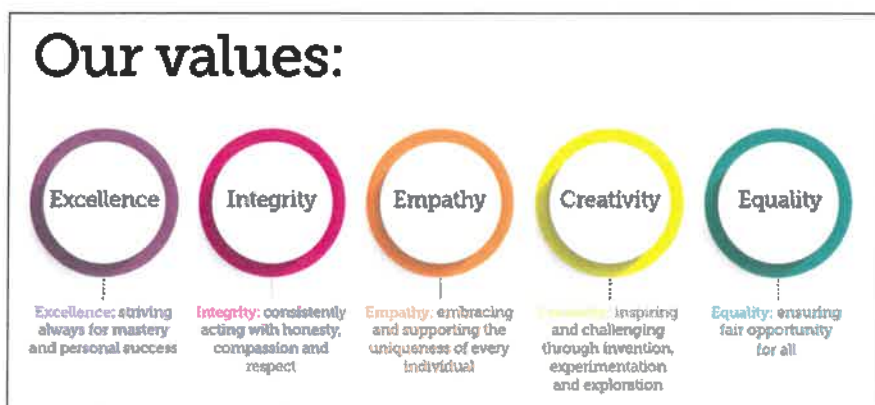 Our values:
Excellence
Integrity
Empathy
Creativity
Equality
Excellence: striving
always for mastery
and personal success
Integrity: consistently
acting with honesty,
compassion and
respect
Empathy: embracing
and supporting the
uniqueness of every
individual
inspiring
and challenging
through invention,
experimentation
and exploration
Equality: ensuring
fair opportunity
for all